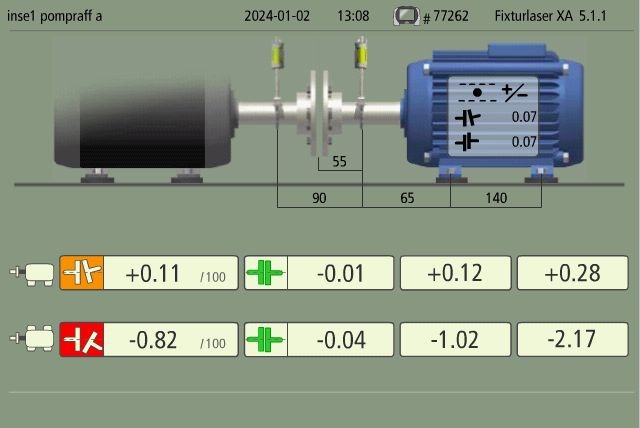 inse1 pompraff a 2024-01-02 13:08 # 77262 Fixturlaser XA 5.1.1
+/-
0.07
0.07
55
90 65 140
+0.11 /100 -0.01 +0.12 +0.28
-0.82 /100 -0.04 -1.02 -2.17